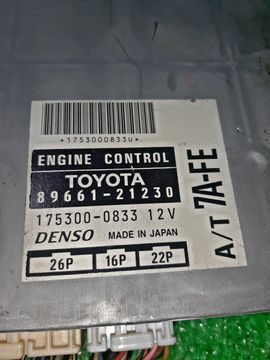 *1753000833U*
ENGINE CONTROL
TOYOTA
89661-21230
175300-0833 12V
DENSO MADE IN JAPAN
26P 16P 22P
A/T 7A-FE